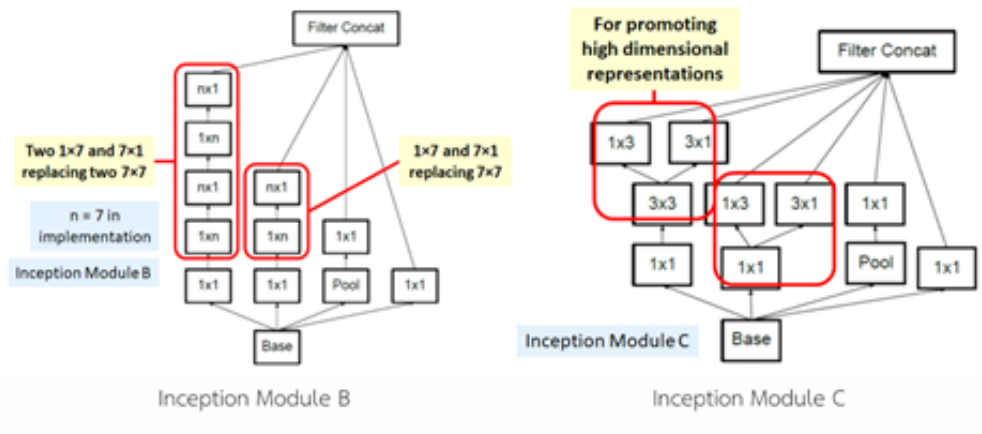 Filter Concat
nx1
1xn
nx1
1xn
1x1
nx1
1xn
1x1
1x1
Pool
1x1
Base
Two 1×7 and 7×1
replacing two 7×7
n = 7 in
implementation
Inception Module B
1×7 and 7×1
replacing 7×7
Inception Module B
For promoting
high dimensional
representations
Filter Concat
1x3
3x1
3x3
1x3
3x1
1x1
1x1
1x1
Pool
1x1
Base
Inception Module C
Inception Module C